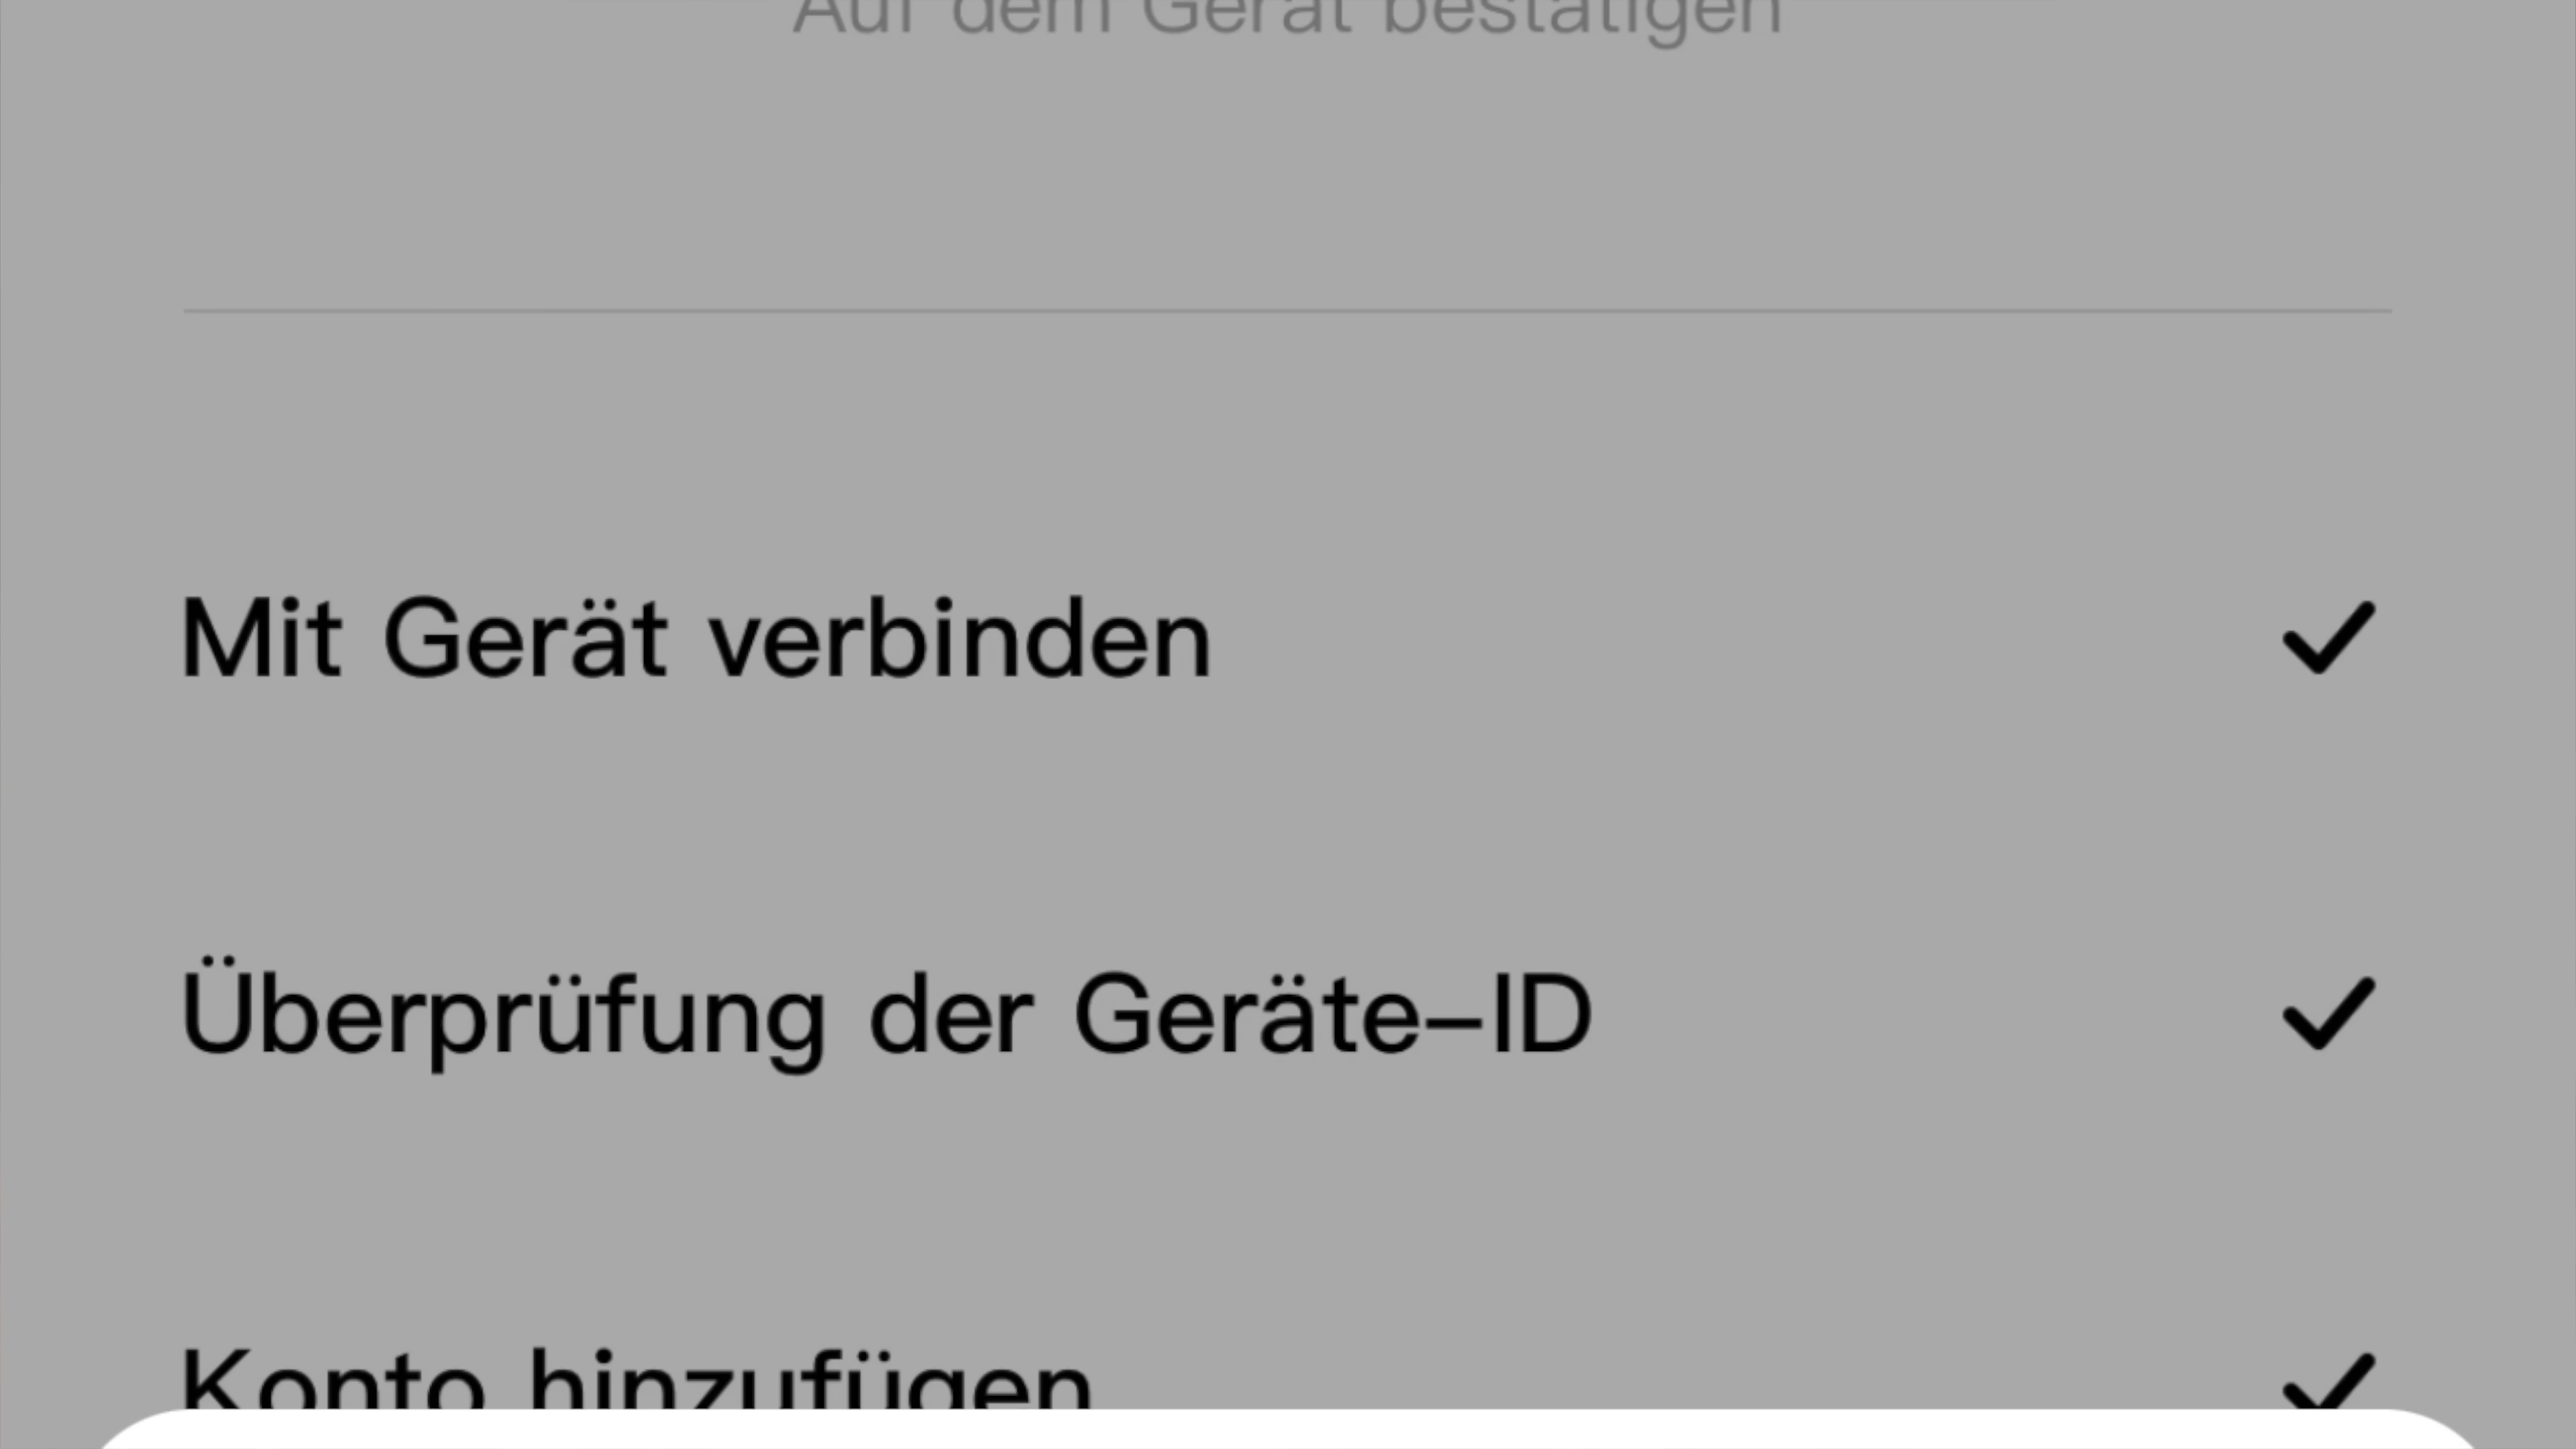 Auf dem Gerät bestätigen
Mit Gerät verbinden
Überprüfung der Geräte-ID
Konto hinzufügen